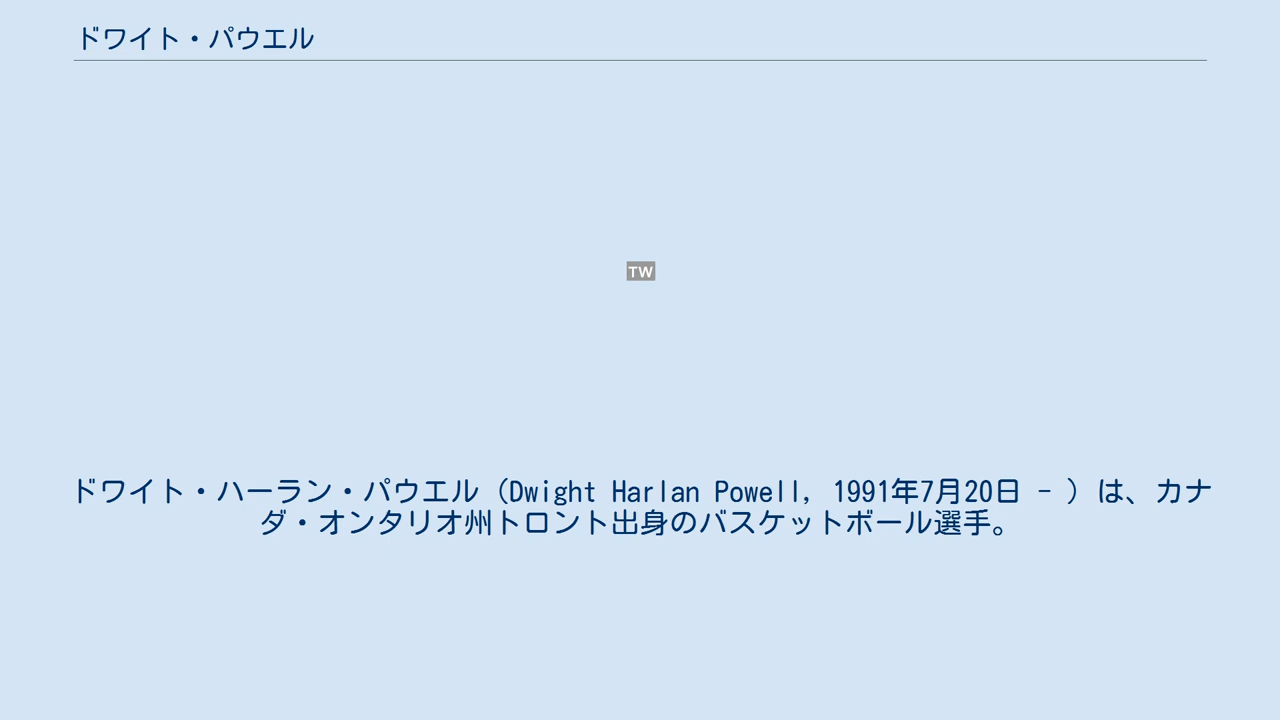 ドワイト・パウエル
TW
ドワイト・ハーラン・パウエル（Dwight Harlan Powell, 1991年7月20日 - ）は、カナ
ダ・オンタリオ州トロント出身のバスケットボール選手。